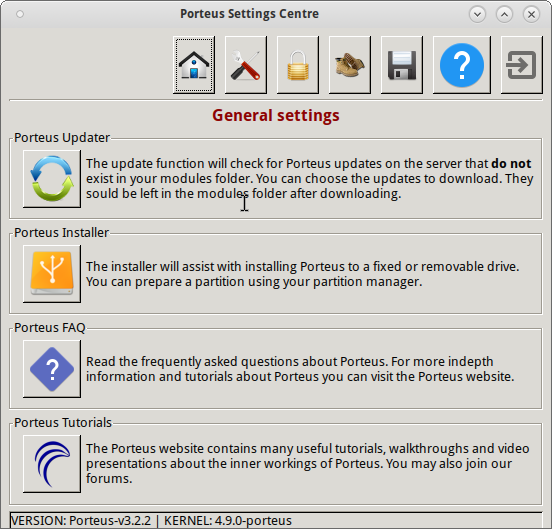 Porteus Settings Centre
General settings
Porteus Updater
The update function will check for Porteus updates on the server that do not
exist in your modules folder. You can choose the updates to download. They
sould be left in the modules folder after downloading.
Porteus Installer
The installer will assist with installing Porteus to a fixed or removable drive.
You can prepare a partition using your partition manager.
Porteus FAQ
?
Read the frequently asked questions about Porteus. For more indepth
information and tutorials about Porteus you can visit the Porteus website.
Porteus Tutorials
The Porteus website contains many useful tutorials, walkthroughs and video
presentations about the inner workings of Porteus. You may also join our
forums.
VERSION: Porteus-v3.2.2 | KERNEL: 4.9.0-porteus